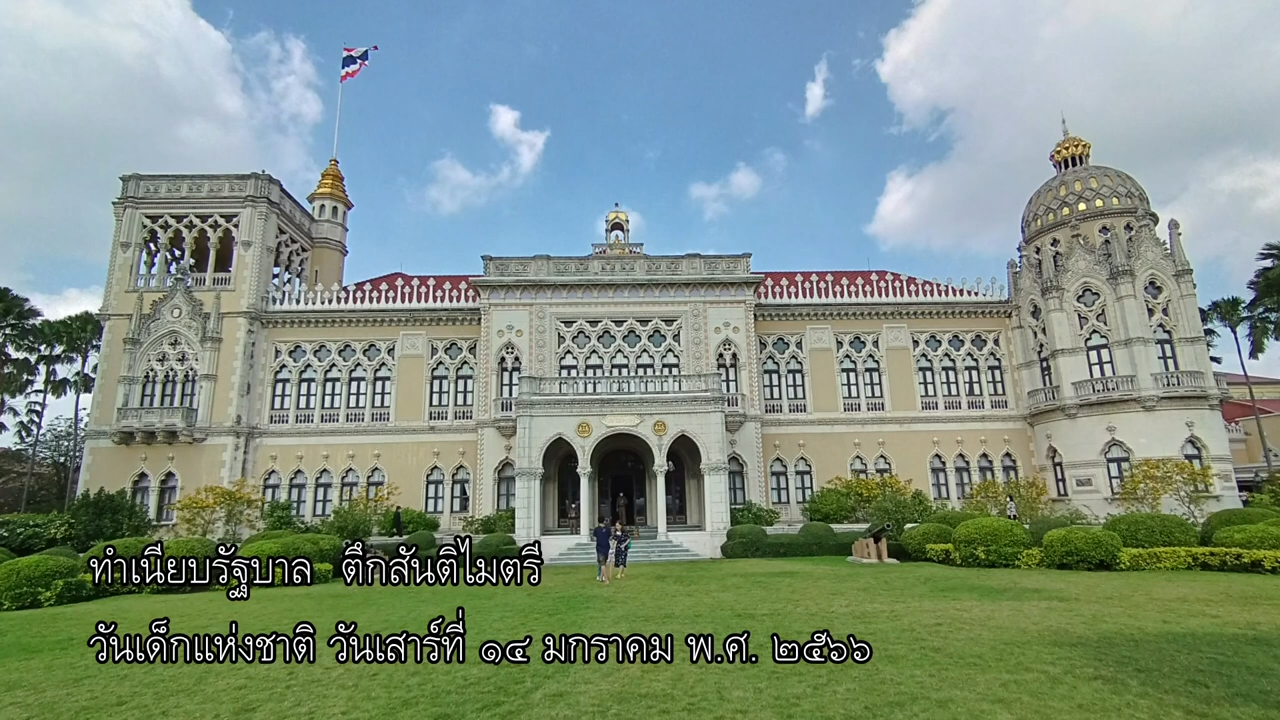 ทำเนียบรัฐบาล ตึกสันติไมตรี
วันเด็กแห่งชาติ วันเสาร์ที่ ๑๔ มกราคม พ.ศ. ๒๕๖๖